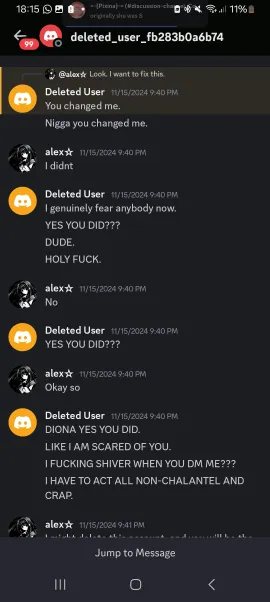 18:15
11%
originally she was 5
99
deleted_user_fb283b0a6b74
@alex☆ Look. I want to fix this.
Deleted User 11/15/2024 9:40 PM
You changed me.
Nigga you changed me.
alex☆ 11/15/2024 9:40 PM
I didnt
Deleted User 11/15/2024 9:40 PM
I genuinely fear anybody now.
YES YOU DID???
DUDE.
HOLY FUCK.
alex☆ 11/15/2024 9:40 PM
No
Deleted User 11/15/2024 9:40 PM
YES YOU DID???
alex☆ 11/15/2024 9:40 PM
Okay so
Deleted User 11/15/2024 9:40 PM
DIONA YES YOU DID.
LIKE I AM SCARED OF YOU.
I FUCKING SHIVER WHEN YOU DM ME???
I HAVE TO ACT ALL NON-CHALANTEL AND
CRAP.
alex☆ 11/15/2024 9:41 PM
I might delete this account, and you will be the
Jump to Message